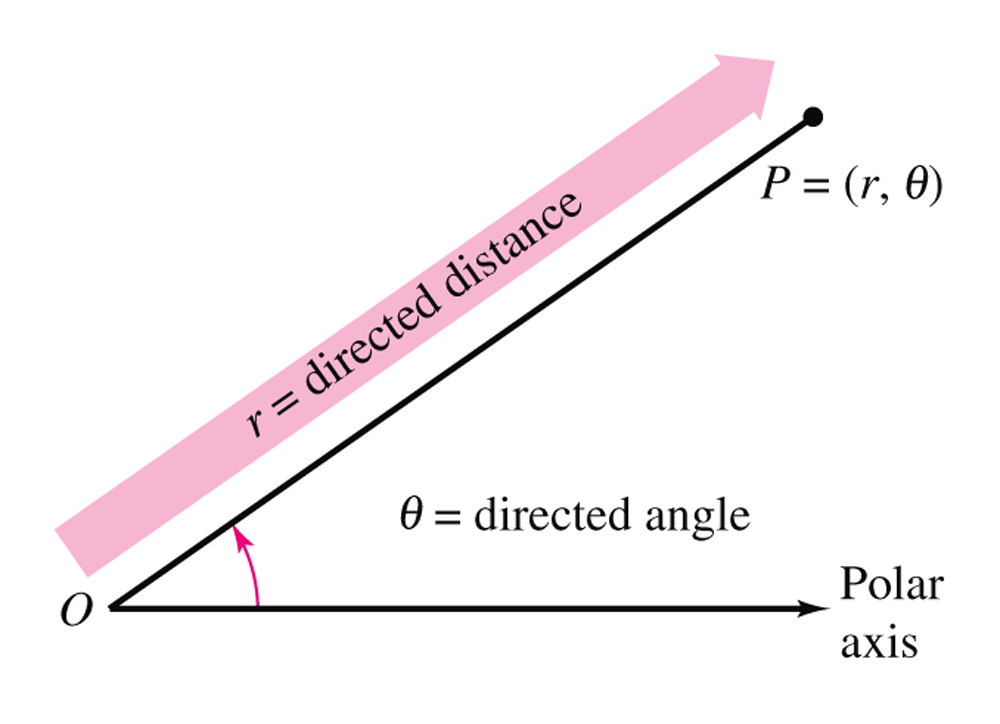 r = directed distance
P = (r, θ)
θ = directed angle
O
Polar
axis